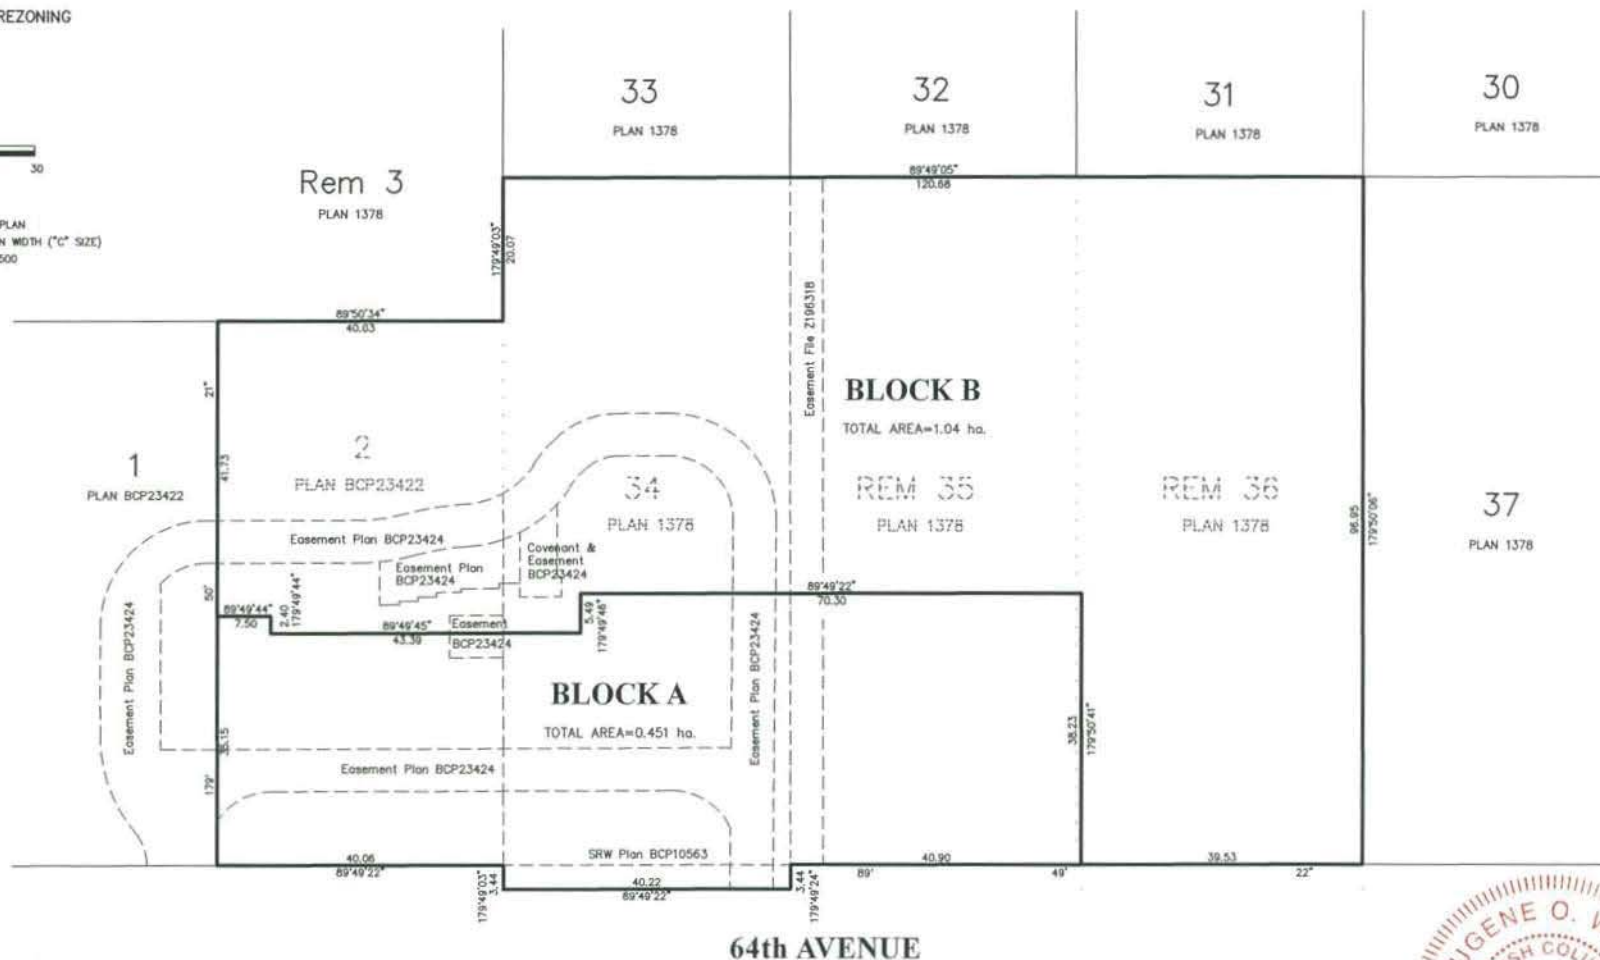 REZONING
33
PLAN 1378
32
PLAN 1378
31
PLAN 1378
30
PLAN 1378
30
Rem 3
PLAN 1378
PLAN
N WIDTH ("C" SIZE)
500
89°49'05"
120.68
179°49'03"
20.07
89°50'34"
40.03
Easement File Z196318
BLOCK B
TOTAL AREA=1.04 ha.
21"
41.73
50'
1
PLAN BCP23422
2
PLAN BCP23422
34
PLAN 1378
REM 35
PLAN 1378
REM 36
PLAN 1378
37
PLAN 1378
96.95
179°50'06"
Easement Plan BCP23424
Easement Plan
BCP23424
Covenant &
Easement
BCP23424
89°49'44"
7.50
2.40
179°49'44"
89°49'45"
43.39
Easement
BCP23424
5.49
179°49'46"
89°49'22"
70.30
Easement Plan BCP23424
Easement Plan BCP23424
BLOCK A
TOTAL AREA=0.451 ha.
38.23
179°50'41"
179°
Easement Plan BCP23424
SRW Plan BCP10563
40.06
89°49'22"
179°49'03"
3.44
40.22
89°49'22"
3.44
179°49'24"
40.90
39.53
89°
49'
22"
64th AVENUE
UGENE O.